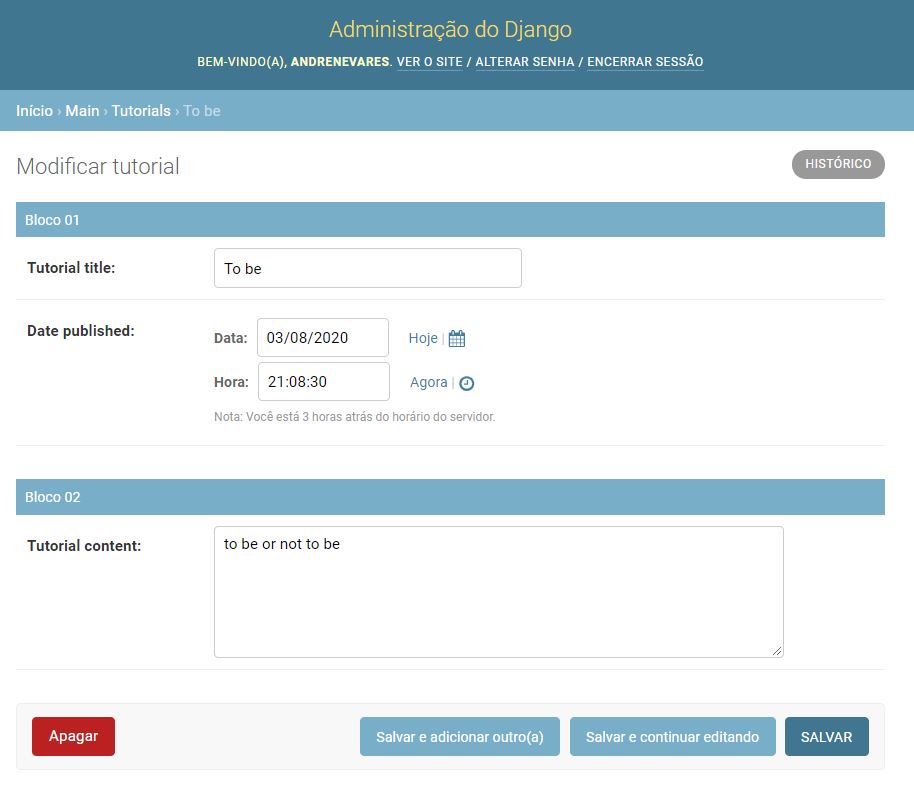 Administração do Django
BEM-VINDO(A), ANDRENEVARES. VER O SITE / ALTERAR SENHA / ENCERRAR SESSÃO
Início › Main › Tutorials › To be
Modificar tutorial
HISTÓRICO
Bloco 01
Tutorial title: To be
Date published: Data: 03/08/2020 Hoje |
Hora: 21:08:30 Agora |
Nota: Você está 3 horas atrás do horário do servidor.
Bloco 02
Tutorial content: to be or not to be
Apagar Salvar e adicionar outro(a) Salvar e continuar editando SALVAR